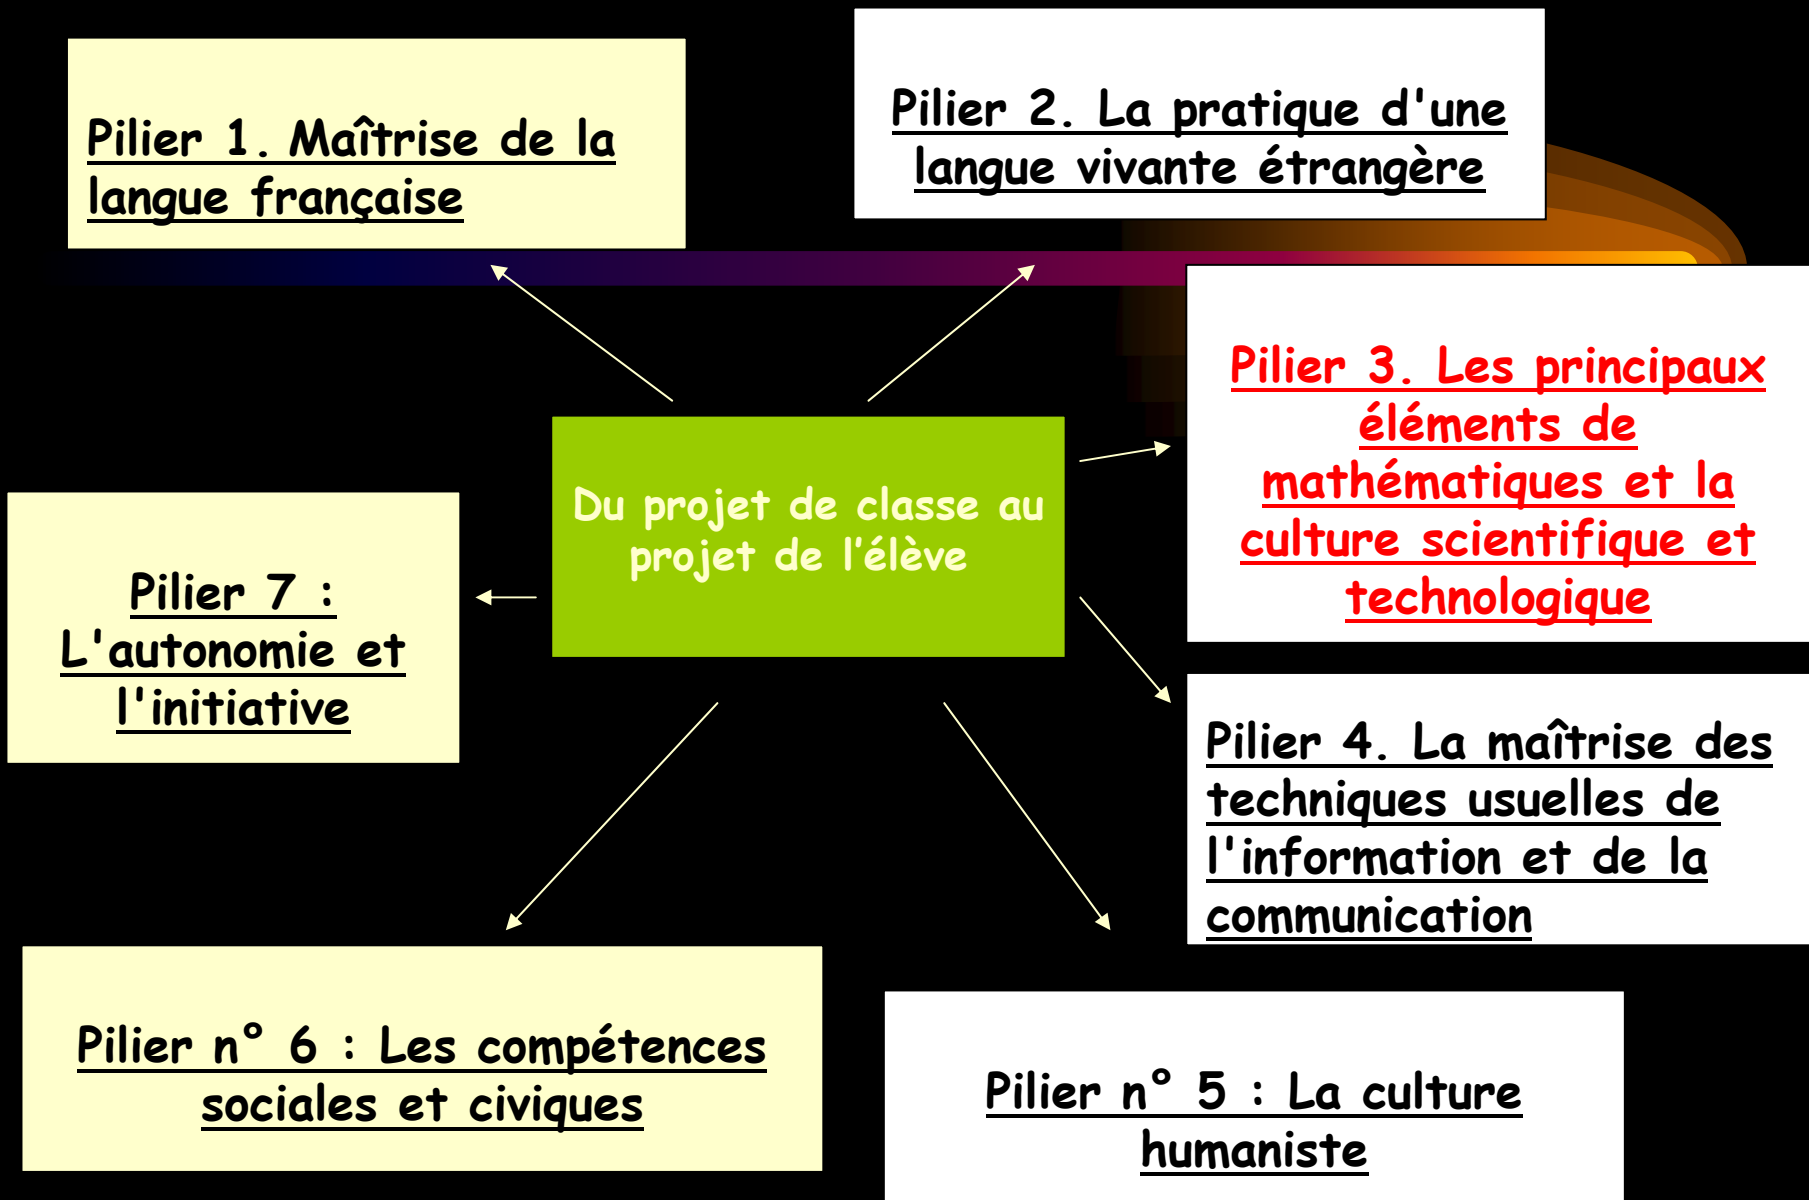 Pilier 1. Maîtrise de la
langue française
Pilier 2. La pratique d'une
langue vivante étrangère
Pilier 3. Les principaux
éléments de
mathématiques et la
culture scientifique et
technologique
Du projet de classe au
projet de l'élève
Pilier 7 :
L'autonomie et
l'initiative
Pilier 4. La maîtrise des
techniques usuelles de
l'information et de la
communication
Pilier n° 6 : Les compétences
sociales et civiques
Pilier n° 5 : La culture
humaniste